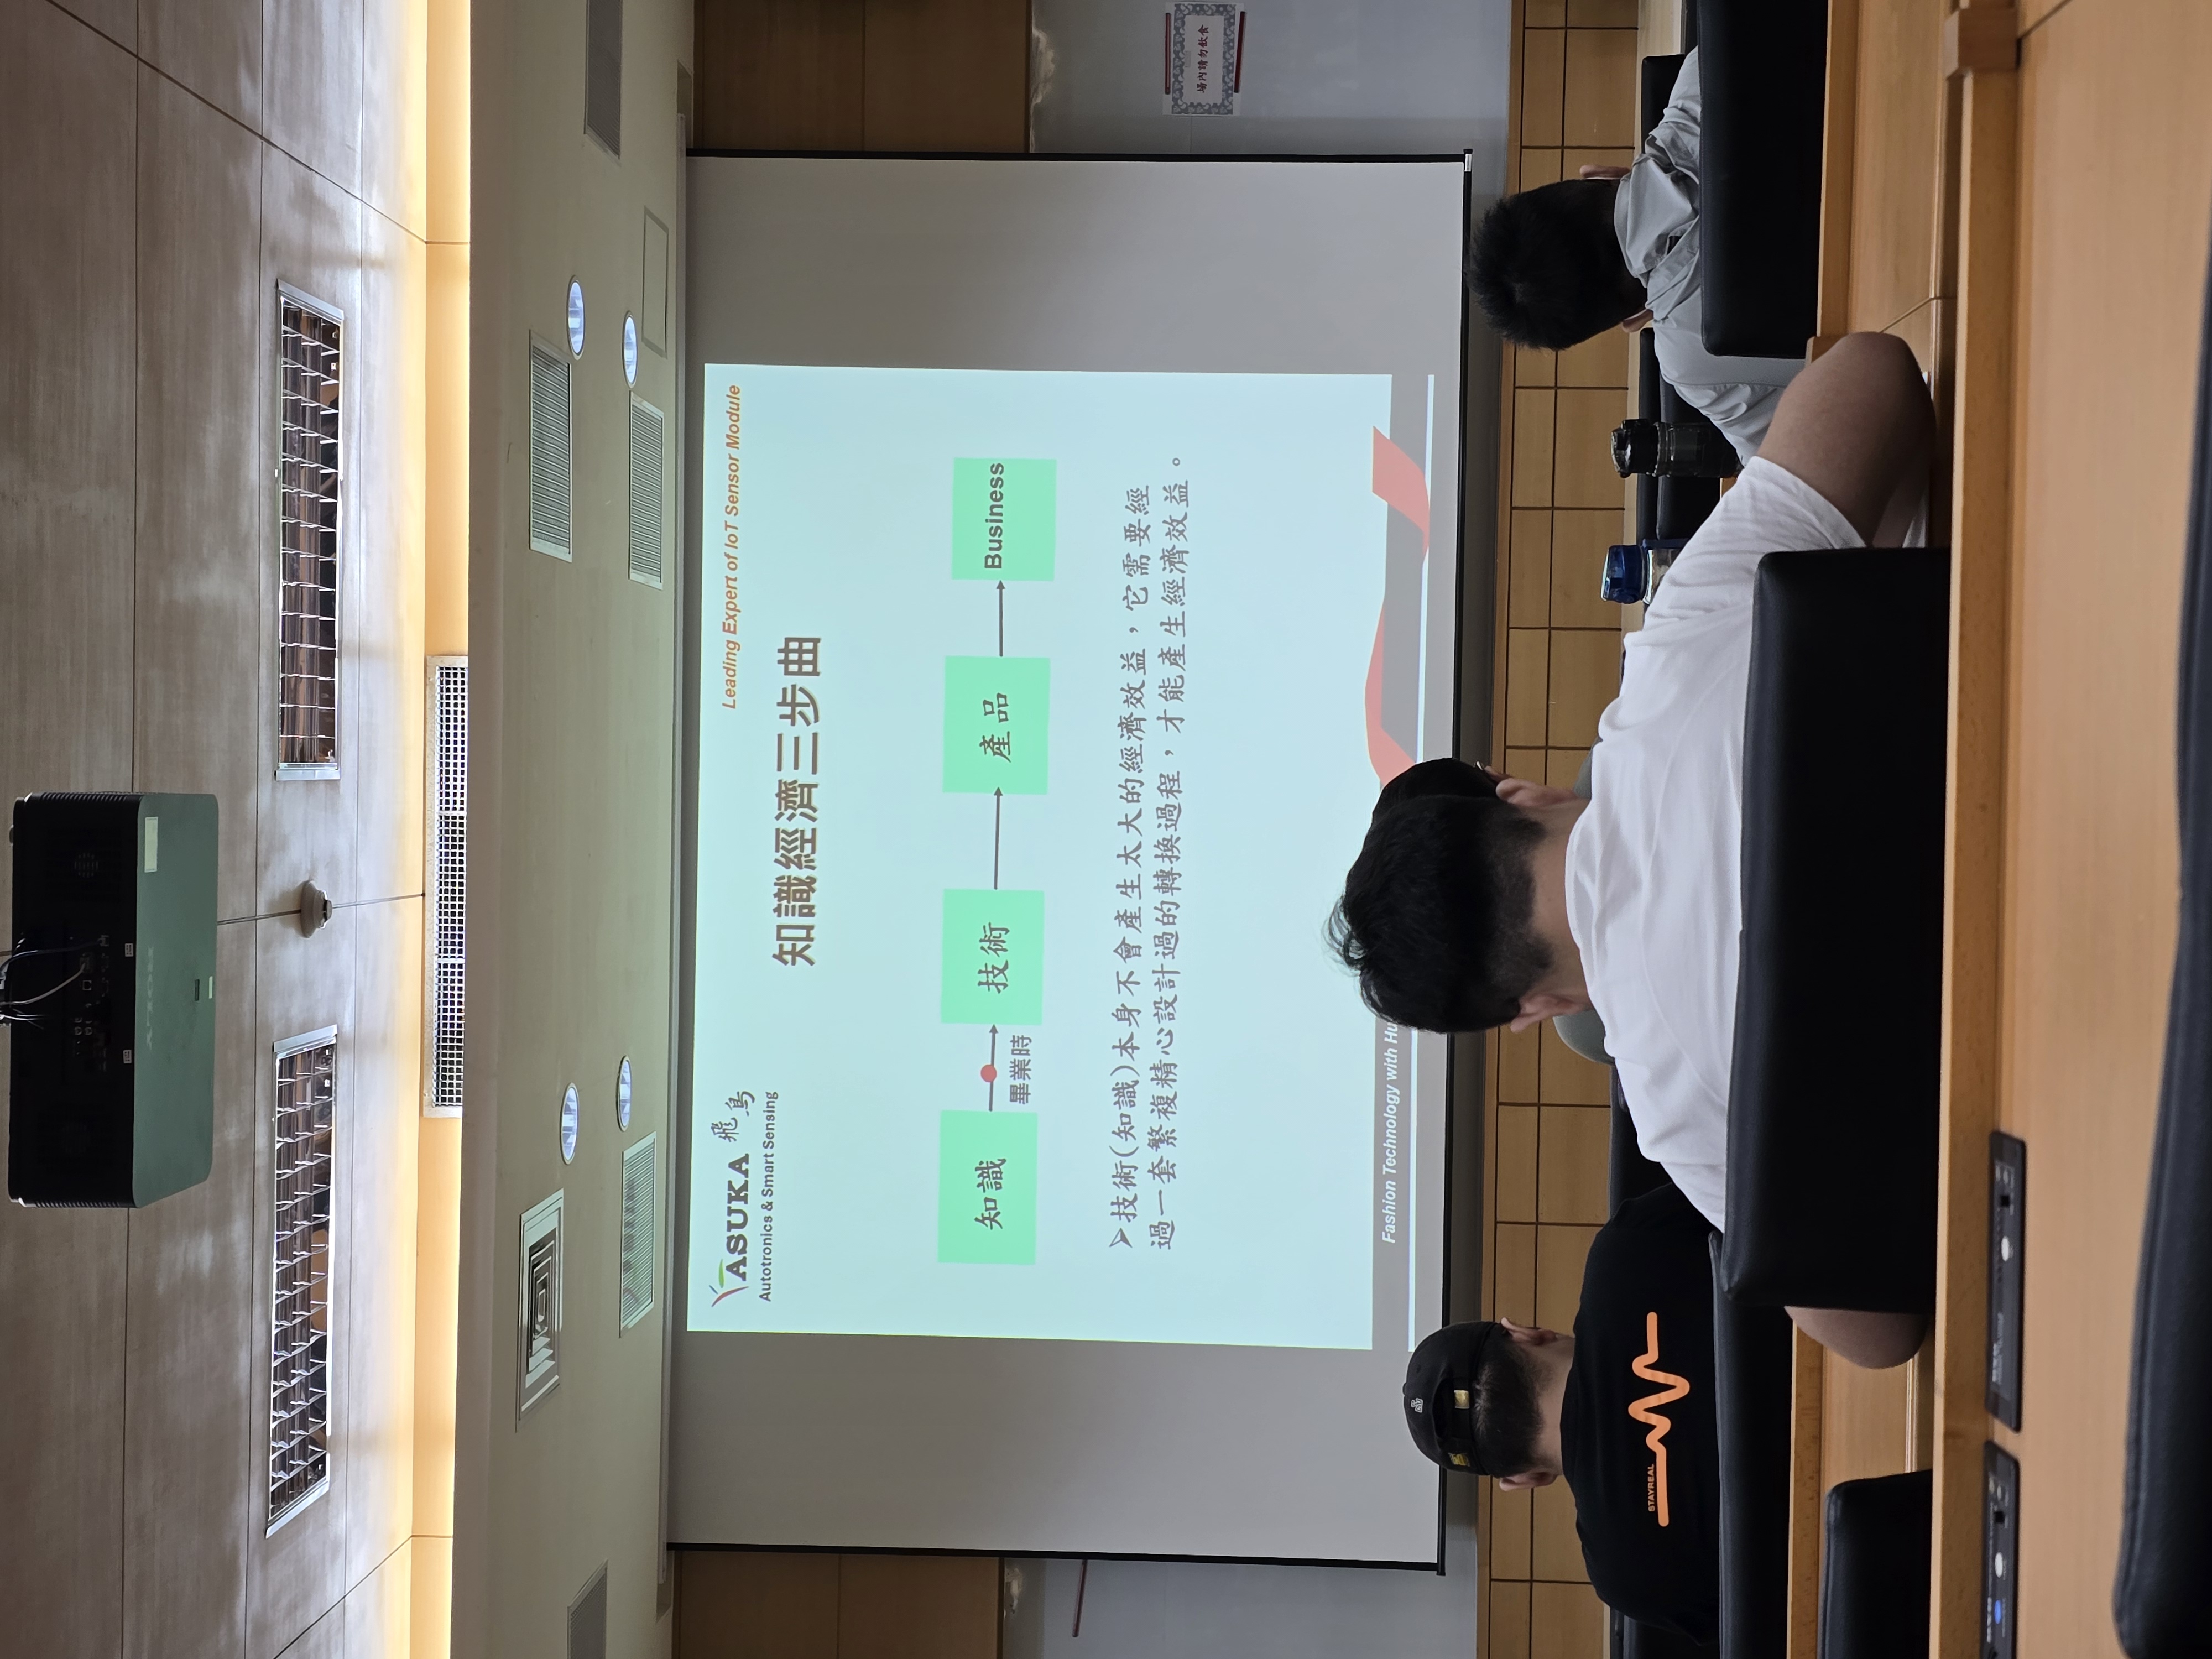 ASUKA 飛鳥
Autotronics & Smart Sensing
Leading Expert of IoT Sensor Module
知識經濟三步曲
知識
畢業時
技術
產品
Business
➢技術(知識)本身不會產生太大的經濟效益，它需要經
過一套繁複精心設計過的轉換過程，才能產生經濟效益。
場內請勿飲食
Fashion Technology with
STAYREAL